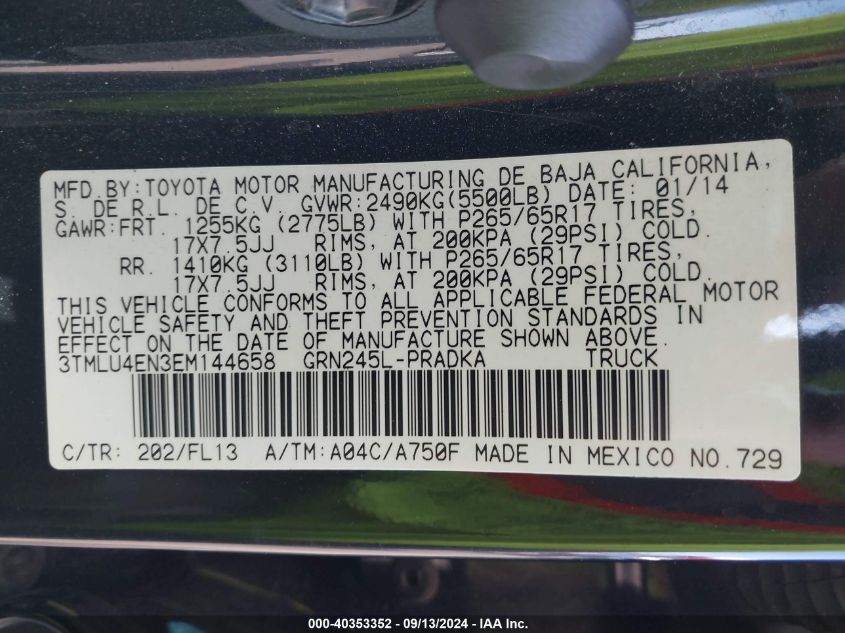 MFD BY:TOYOTA MOTOR MANUFACTURING DE BAJA CALIFORNIA,
S. DE R.L. DE C.V. GVWR:2490KG(5500LB) DATE: 01/14
GAWR:FRT. 1255KG (2775LB) WITH P265/65R17 TIRES,
17X7.5JJ RIMS, AT 200KPA (29PSI) COLD.
RR. 1410KG (3110LB) WITH P265/65R17 TIRES,
17X7.5JJ RIMS, AT 200KPA (29PSI) COLD.
THIS VEHICLE CONFORMS TO ALL APPLICABLE FEDERAL MOTOR
VEHICLE SAFETY AND THEFT PREVENTION STANDARDS IN
EFFECT ON THE DATE OF MANUFACTURE SHOWN ABOVE.
3TMLU4EN3EM144658 GRN245L-PRADKA TRUCK
C/TR: 202/FL13 A/TM:A04C/A750F MADE IN MEXICO NO.729
000-40353352 - 09/13/2024 - IAA Inc.